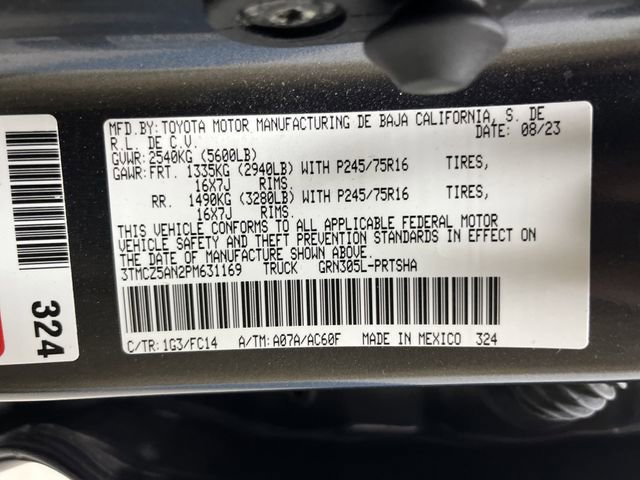 MFD.BY:TOYOTA MOTOR MANUFACTURING DE BAJA CALIFORNIA, S. DE
R.L. DE C.V. DATE: 08/23
GVWR:2540KG (5600LB)
GAWR:FRT. 1335KG (2940LB) WITH P245/75R16 TIRES,
16X7J RIMS.
RR. 1490KG (3280LB) WITH P245/75R16 TIRES,
16X7J RIMS.
THIS VEHICLE CONFORMS TO ALL APPLICABLE FEDERAL MOTOR
VEHICLE SAFETY AND THEFT PREVENTION STANDARDS IN EFFECT ON
THE DATE OF MANUFACTURE SHOWN ABOVE.
3TMCZ5AN2PM631169 TRUCK GRN305L-PRTSHA
C/TR:1G3/FC14 A/TM:A07A/AC60F MADE IN MEXICO 324
324